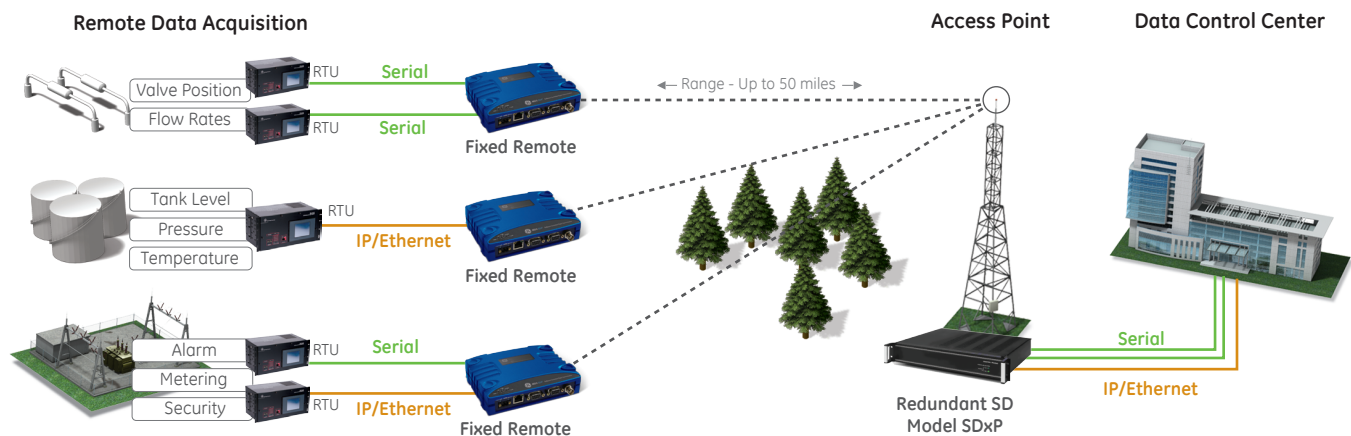 Remote Data Acquisition
Access Point
Data Control Center
Valve Position
RTU
Serial
Flow Rates
RTU
Serial
Fixed Remote
Range - Up to 50 miles
Tank Level
Pressure
Temperature
RTU
IP/Ethernet
Fixed Remote
Alarm
Metering
Security
RTU
Serial
RTU
IP/Ethernet
Fixed Remote
Serial
IP/Ethernet
Redundant SD
Model SDxP